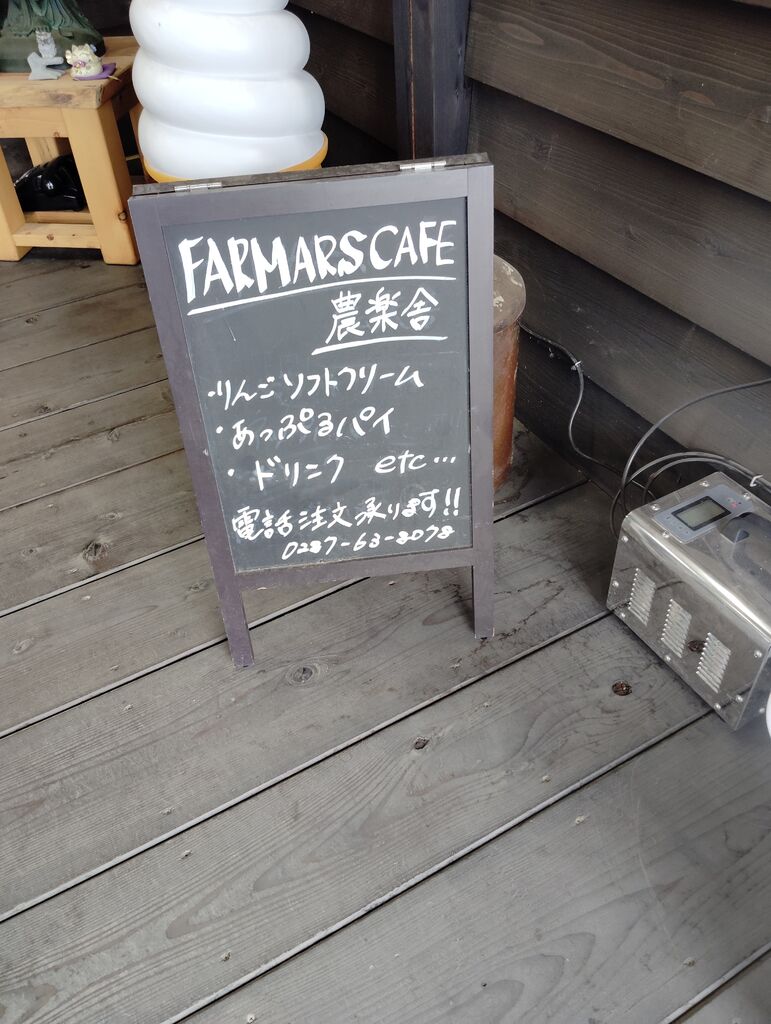 FARMARS CAFE
農楽舎
・りんごソフトクリーム
・あっぷるパイ
・ドリンク etc…
電話注文承ります!!
0287-63-8078